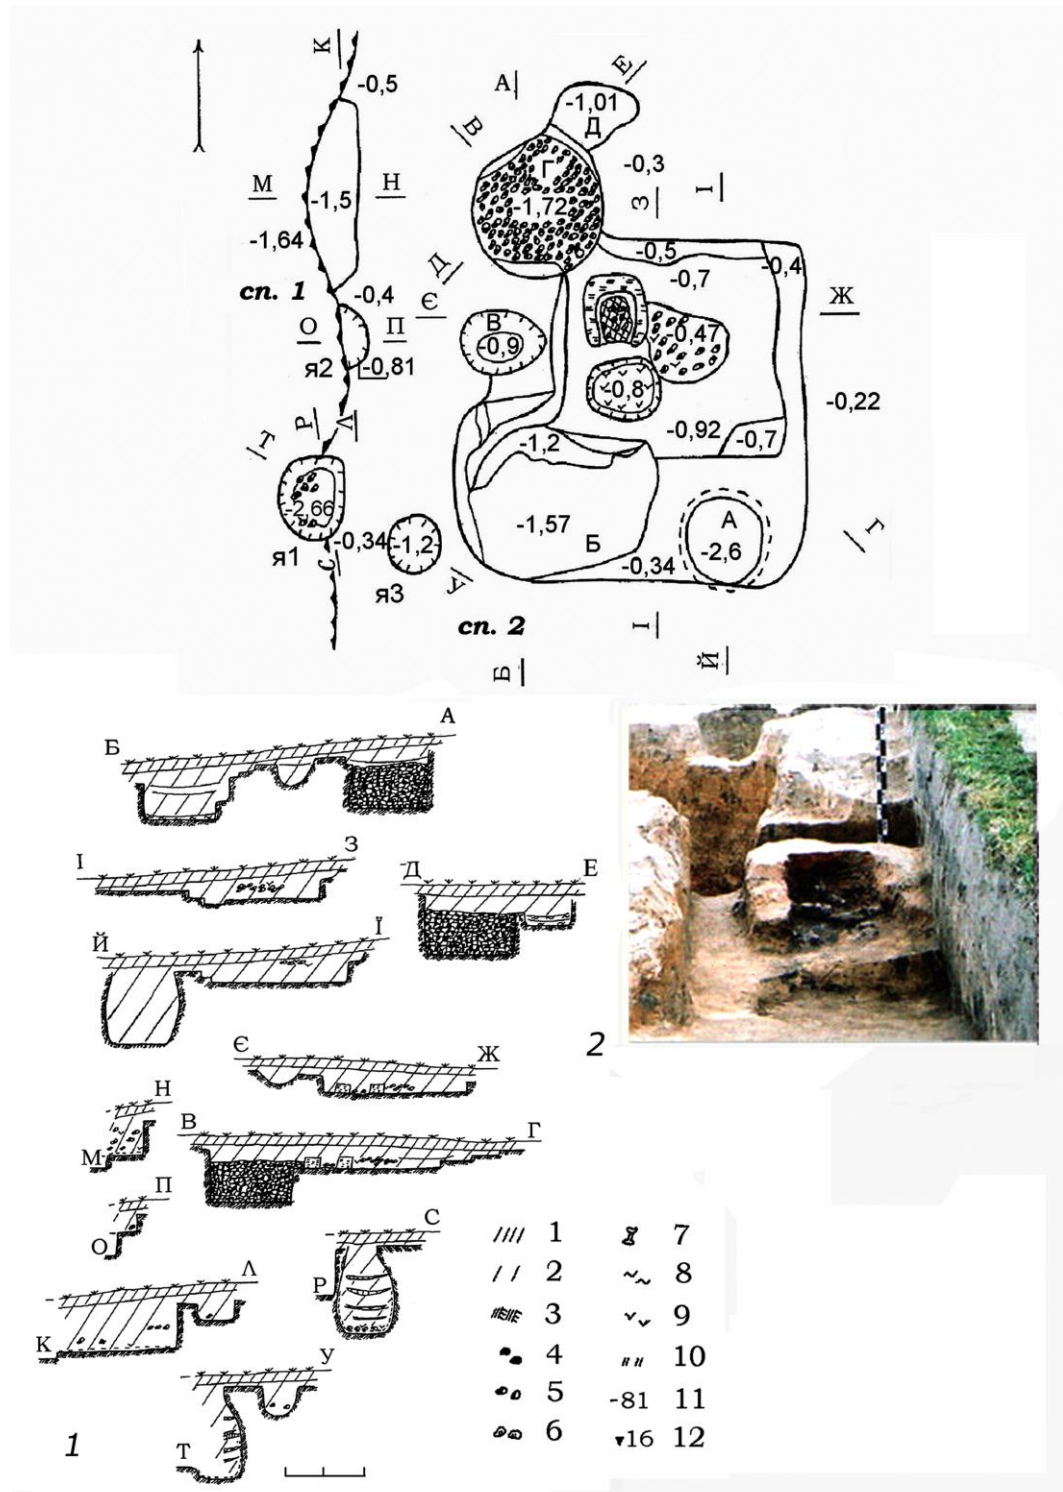 К
-0,5
А
Е
-1,01
Д
В
Г
-0,3
М
-1,5
Н
-1,72
З
І
-1,64
-0,5
-0,4
сп. 1
-0,4
Д
-0,7
Є
Ж
О
П
В
-0,9
-0,47
я2
-0,81
-0,8
-0,22
Р
Л
-0,92
-0,7
Т
-1,2
-2,66
-1,57
Б
А
-2,6
Г
я1
-0,34
-1,2
С
-0,34
я3
У
сп. 2
І
Б
Й
Б
А
І
З
Д
Е
Й
Ї
2
Є
Ж
Н
М
В
Г
П
О
С
Р
Л
К
У
Т
1
1
2
3
4
5
6
7
8
9
10
-81 11
▾16 12